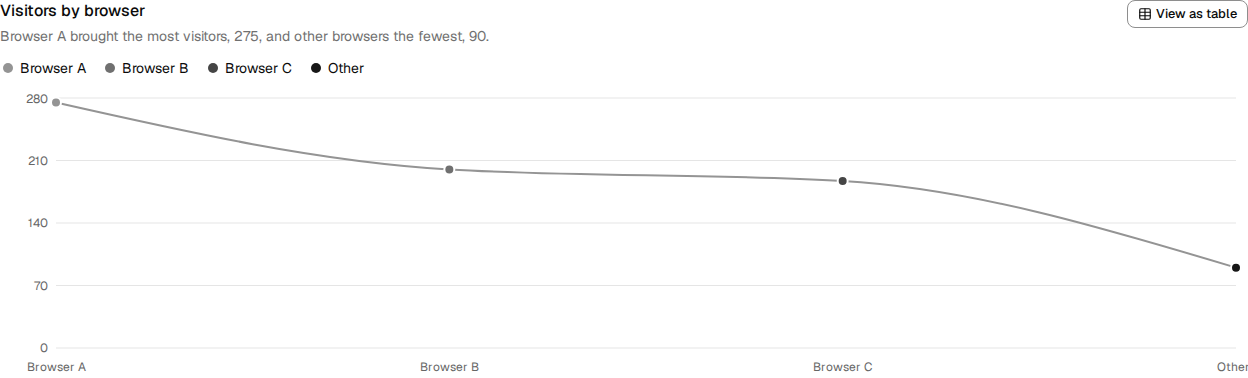 Visitors by browser
View as table
Browser A brought the most visitors, 275, and other browsers the fewest, 90.
Browser A Browser B Browser C Other
280
210
140
70
0
Browser A Browser B Browser C Other